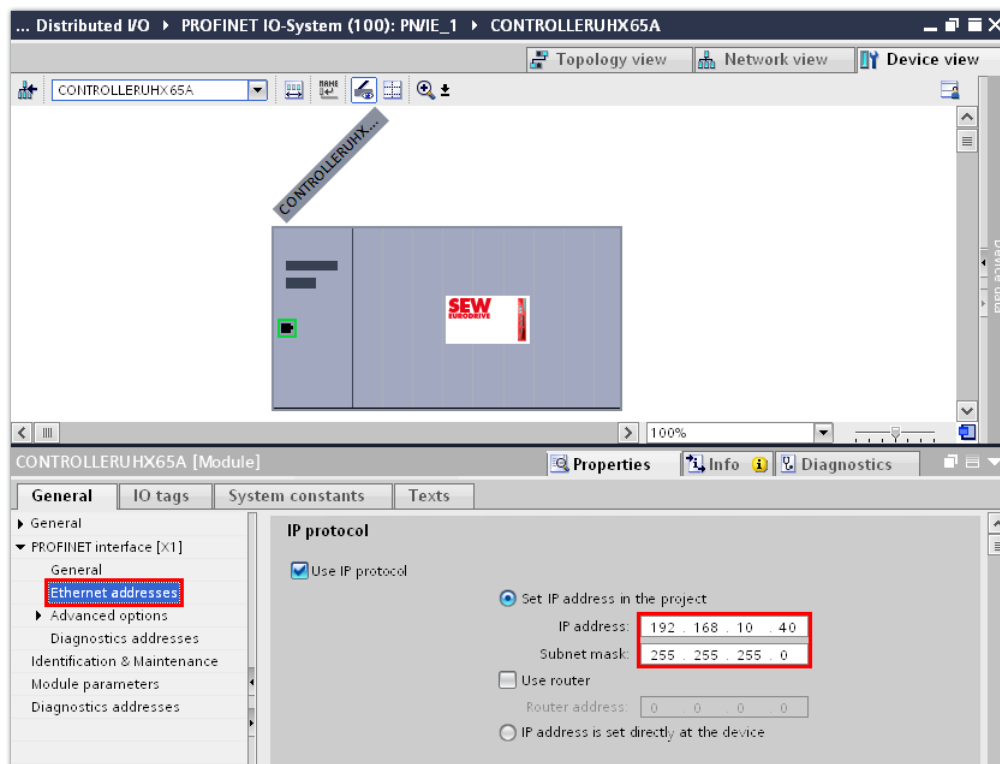 ... Distributed I/O ▸ PROFINET IO-System (100): PN/IE_1 ▸ CONTROLLERUHX65A
Topology view Network view Device view
CONTROLLERUHX65A
CONTROLLERUHX...
SEW
EURODRIVE
Device data
100%
CONTROLLERUHX65A [Module]
Properties Info Diagnostics
General IO tags System constants Texts
General
PROFINET interface [X1]
General
Ethernet addresses
Advanced options
Diagnostics addresses
Identification & Maintenance
Module parameters
Diagnostics addresses
IP protocol
Use IP protocol
Set IP address in the project
IP address: 192 . 168 . 10 . 40
Subnet mask: 255 . 255 . 255 . 0
Use router
Router address: 0 . 0 . 0 . 0
IP address is set directly at the device